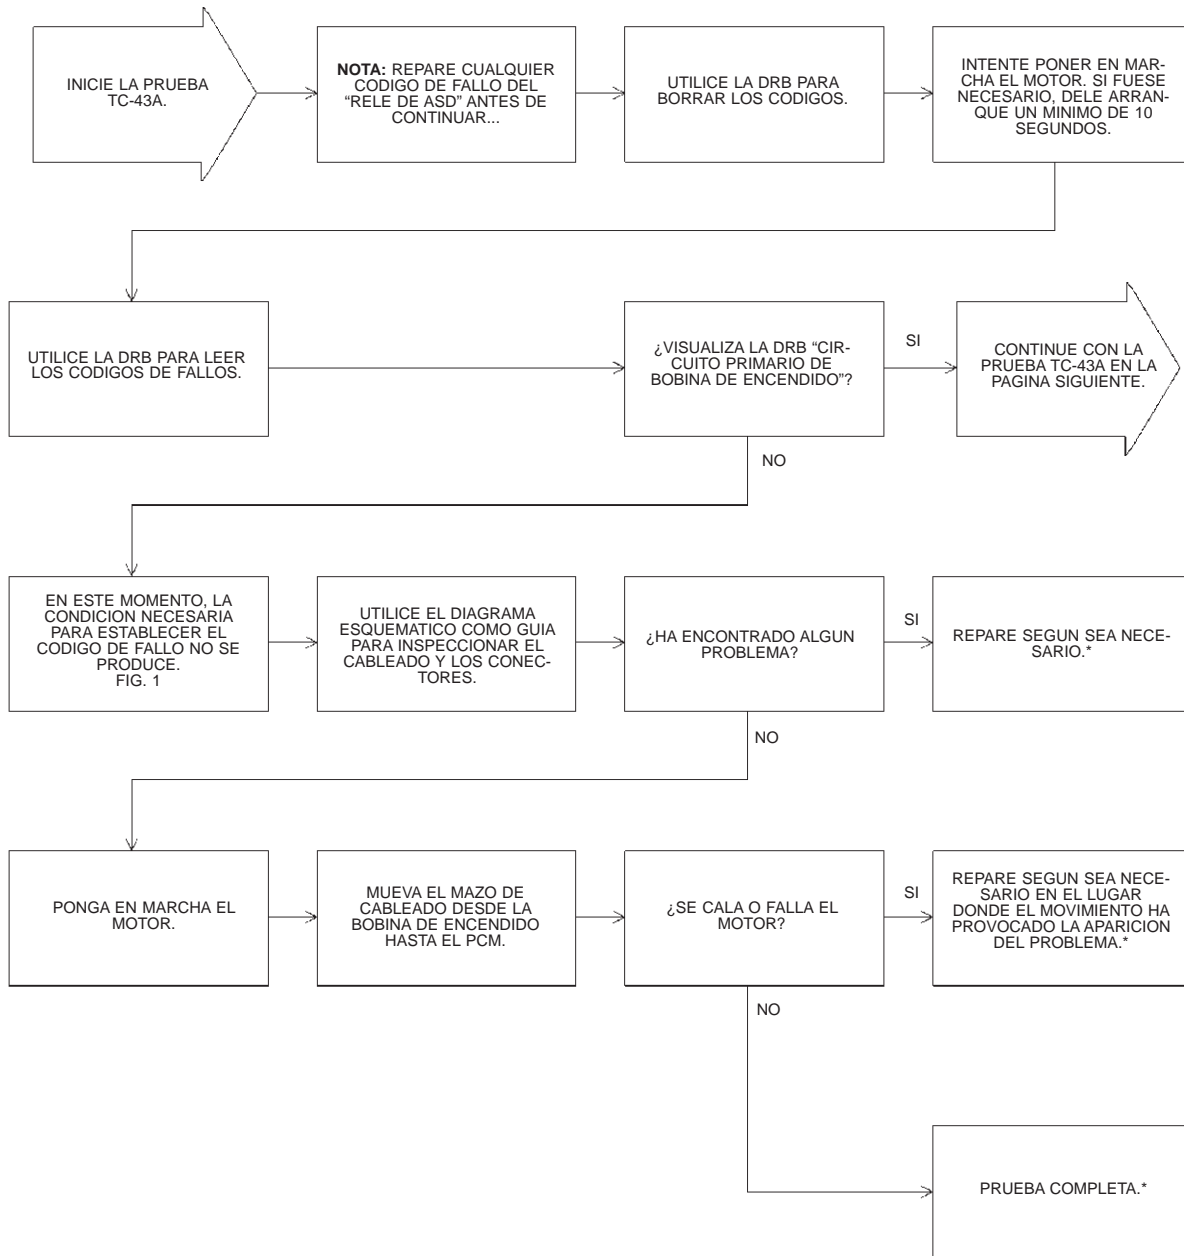 INICIE LA PRUEBA
TC-43A.
NOTA: REPARE CUALQUIER
CODIGO DE FALLO DEL
“RELE DE ASD” ANTES DE
CONTINUAR...
UTILICE LA DRB PARA
BORRAR LOS CODIGOS.
INTENTE PONER EN MAR-
CHA EL MOTOR. SI FUESE
NECESARIO, DELE ARRAN-
QUE UN MINIMO DE 10
SEGUNDOS.
UTILICE LA DRB PARA LEER
LOS CODIGOS DE FALLOS.
¿VISUALIZA LA DRB “CIR-
CUITO PRIMARIO DE
BOBINA DE ENCENDIDO”?
SI
CONTINUE CON LA
PRUEBA TC-43A EN LA
PAGINA SIGUIENTE.
NO
EN ESTE MOMENTO, LA
CONDICION NECESARIA
PARA ESTABLECER EL
CODIGO DE FALLO NO SE
PRODUCE.
FIG. 1
UTILICE EL DIAGRAMA
ESQUEMATICO COMO GUIA
PARA INSPECCIONAR EL
CABLEADO Y LOS CONEC-
TORES.
¿HA ENCONTRADO ALGUN
PROBLEMA?
SI
REPARE SEGUN SEA NECE-
SARIO.*
NO
PONGA EN MARCHA EL
MOTOR.
MUEVA EL MAZO DE
CABLEADO DESDE LA
BOBINA DE ENCENDIDO
HASTA EL PCM.
¿SE CALA O FALLA EL
MOTOR?
SI
REPARE SEGUN SEA NECE-
SARIO EN EL LUGAR
DONDE EL MOVIMIENTO HA
PROVOCADO LA APARICION
DEL PROBLEMA.*
NO
PRUEBA COMPLETA.*